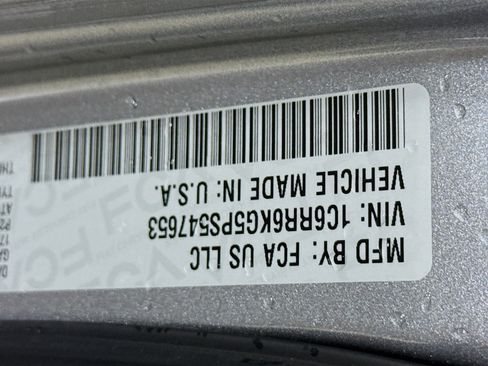 MFD BY: FCA US LLC
VIN: 1C6RR6KG5PS547653
VEHICLE MADE IN: U.S.A.